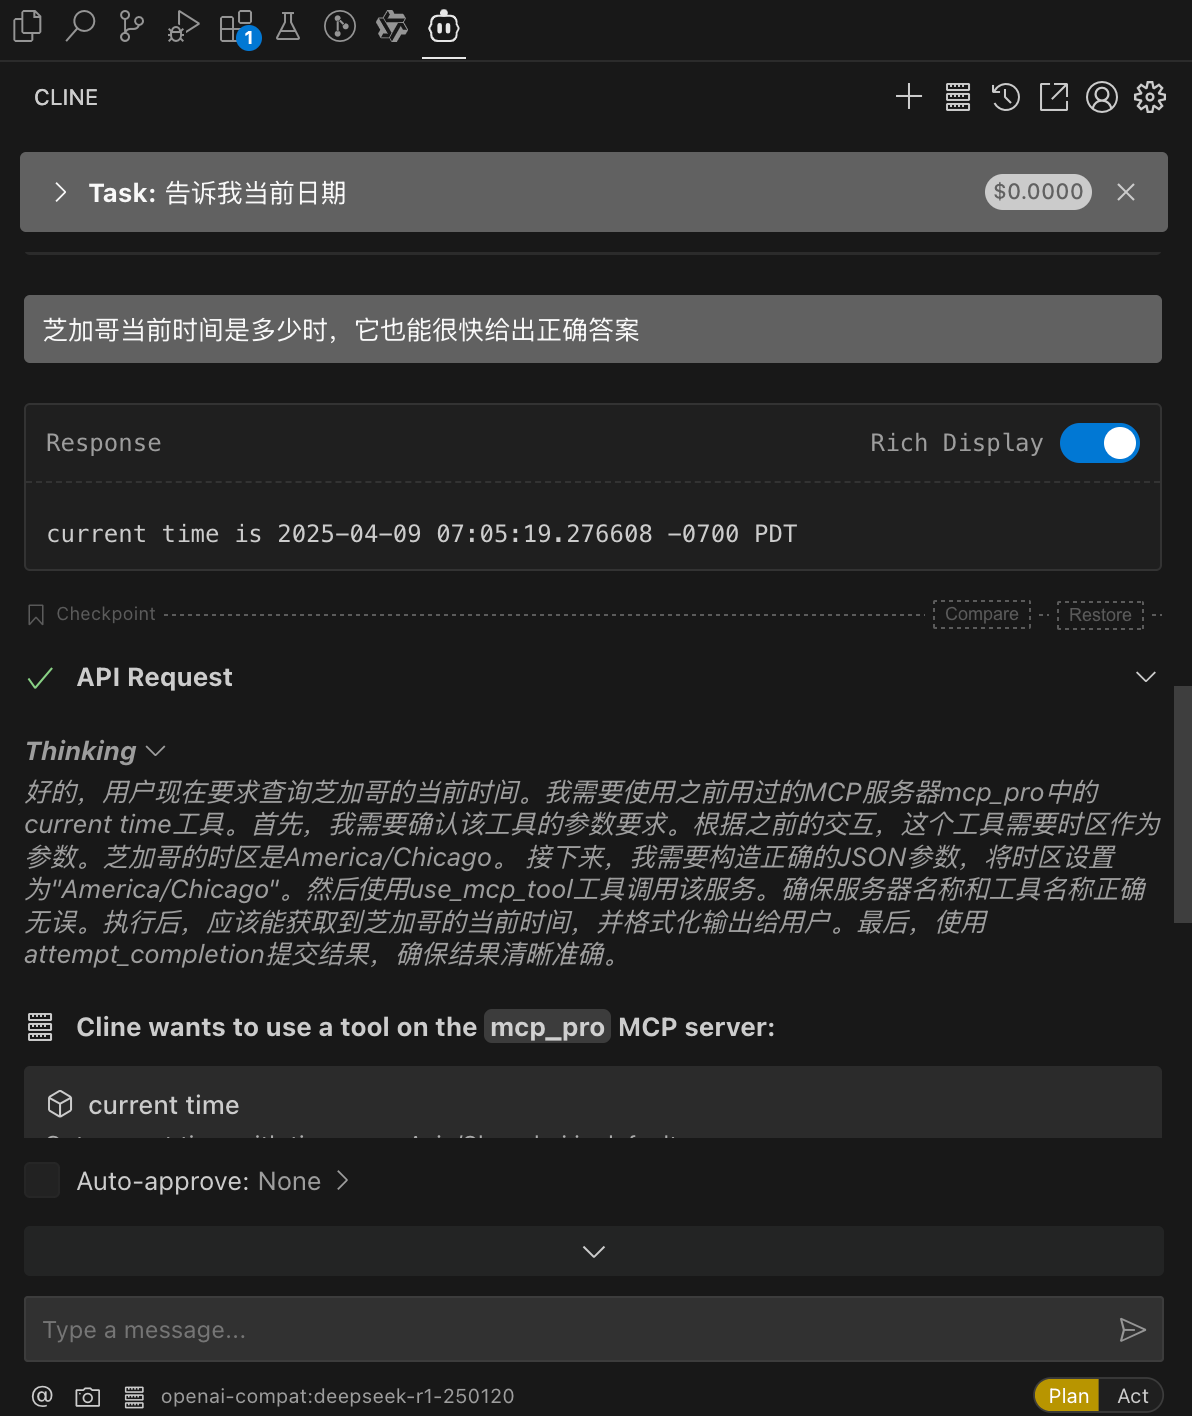 1
CLINE
Task: 告诉我当前日期
$0.0000
芝加哥当前时间是多少时，它也能很快给出正确答案
Response
Rich Display
current time is 2025-04-09 07:05:19.276608 -0700 PDT
Checkpoint
Compare
Restore
API Request
Thinking
好的，用户现在要求查询芝加哥的当前时间。我需要使用之前用过的MCP服务器mcp_pro中的
current time工具。首先，我需要确认该工具的参数要求。根据之前的交互，这个工具需要时区作为
参数。芝加哥的时区是America/Chicago。 接下来，我需要构造正确的JSON参数，将时区设置
为"America/Chicago"。然后使用use_mcp_tool工具调用该服务。确保服务器名称和工具名称正确
无误。执行后，应该能获取到芝加哥的当前时间，并格式化输出给用户。最后，使用
attempt_completion提交结果，确保结果清晰准确。
Cline wants to use a tool on the mcp_pro MCP server:
current time
Auto-approve: None
Type a message...
@
openai-compat:deepseek-r1-250120
Plan
Act